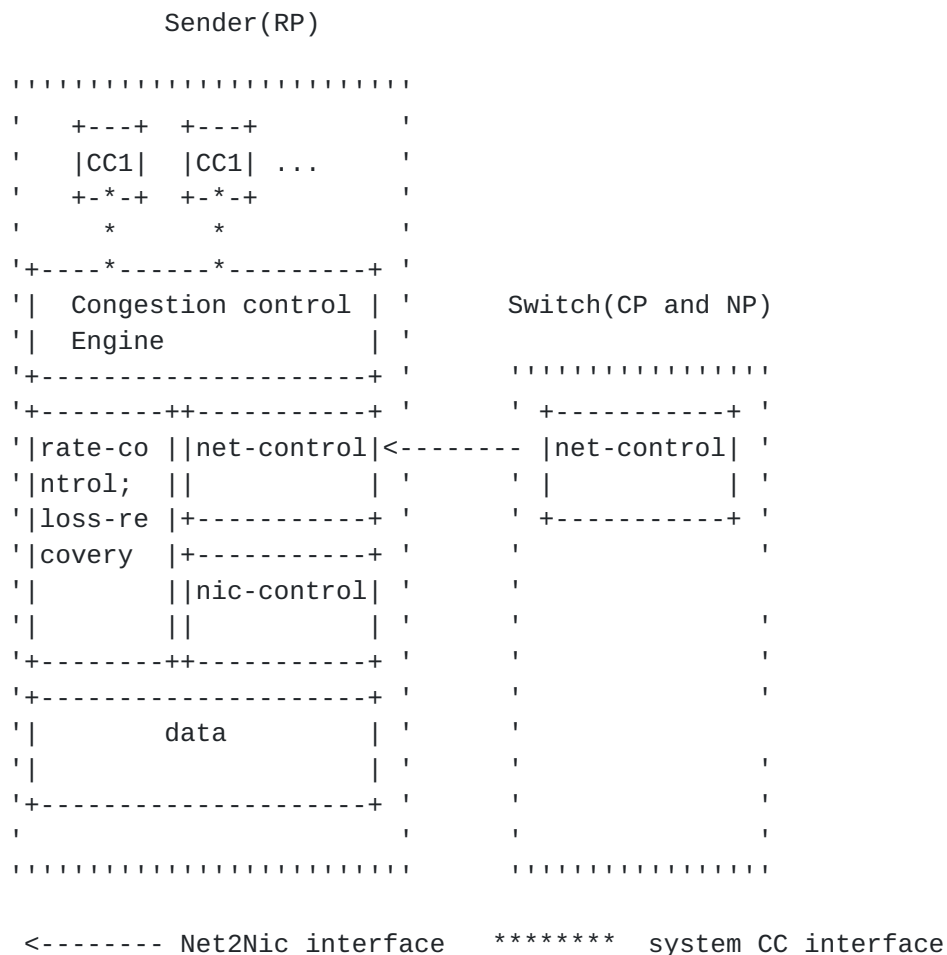 Sender(RP)
''''''''''''''''''''''''''
'   +---+  +---+         '
'   |CC1|  |CC1| ...     '
'   +-*-+  +-*-+         '
'     *      *           '
'+----*------*---------+ '
'|  Congestion control | '      Switch(CP and NP)
'|  Engine             | '
'+---------------------+ '      '''''''''''''''''
'+--------++-----------+ '      ' +-----------+ '
'|rate-co ||net-control|<-------- |net-control| '
'|ntrol;  ||           | '      ' |           | '
'|loss-re |+-----------+ '      ' +-----------+ '
'|covery  |+-----------+ '      '               '
'|        ||nic-control| '      '
'|        ||           | '      '               '
'+--------++-----------+ '      '               '
'+---------------------+ '      '               '
'|        data         | '      '
'|                     | '      '               '
'+---------------------+ '      '               '
'                        '      '               '
''''''''''''''''''''''''''      '''''''''''''''''
<-------- Net2Nic interface   ********  system CC interface